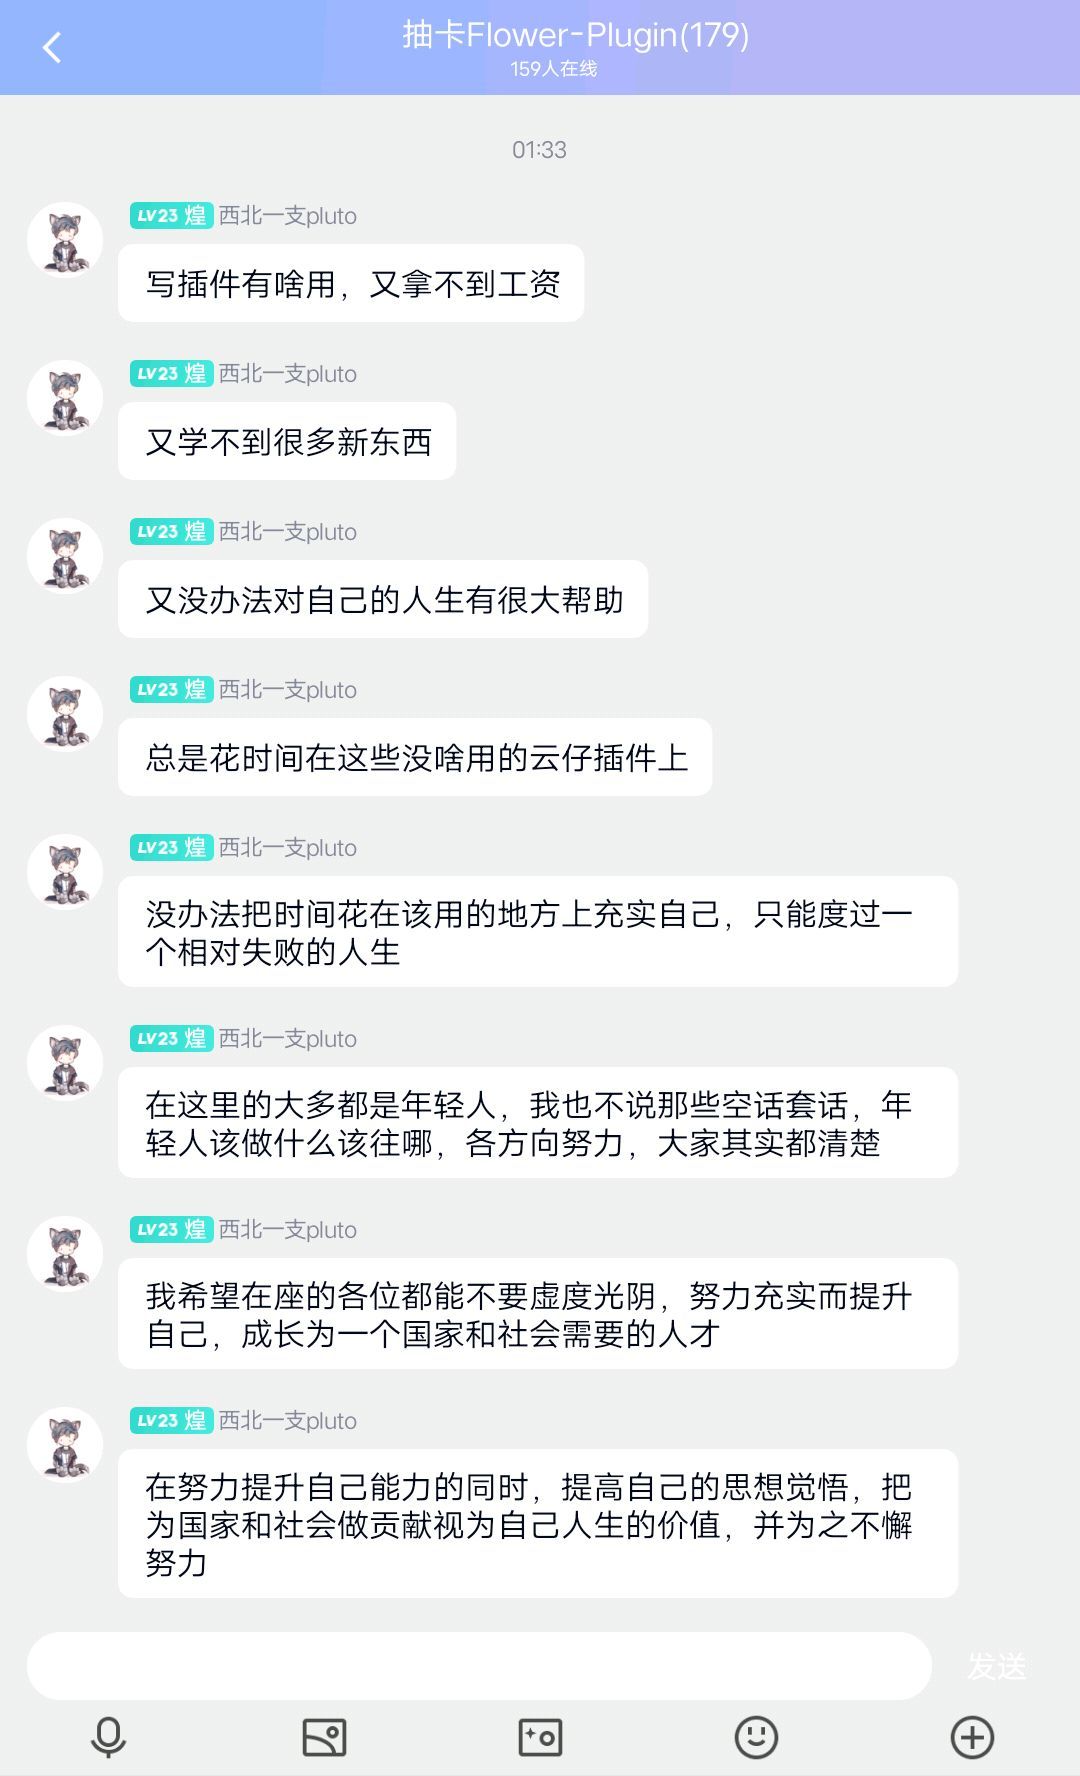 抽卡Flower-Plugin(179)
159人在线
01:33
LV23 煌 西北一支pluto
写插件有啥用，又拿不到工资
LV23 煌 西北一支pluto
又学不到很多新东西
LV23 煌 西北一支pluto
又没办法对自己的人生有很大帮助
LV23 煌 西北一支pluto
总是花时间在这些没啥用的云仔插件上
LV23 煌 西北一支pluto
没办法把时间花在该用的地方上充实自己，只能度过一
个相对失败的人生
LV23 煌 西北一支pluto
在这里的大多都是年轻人，我也不说那些空话套话，年
轻人该做什么该往哪，各方向努力，大家其实都清楚
LV23 煌 西北一支pluto
我希望在座的各位都能不要虚度光阴，努力充实而提升
自己，成长为一个国家和社会需要的人才
LV23 煌 西北一支pluto
在努力提升自己能力的同时，提高自己的思想觉悟，把
为国家和社会做贡献视为自己人生的价值，并为之不懈
努力
发送